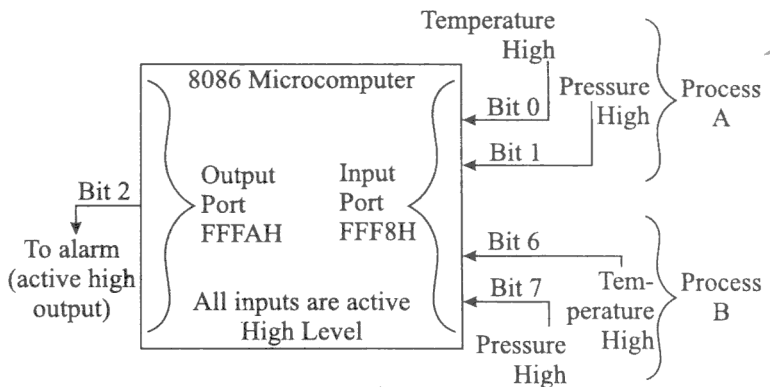 Temperature
High
8086 Microcomputer
Bit 0
Pressure
High
Process
A
Bit 1
Output
Port
FFFAH
Input
Port
FFF8H
Bit 2
To alarm
(active high
output)
Bit 6
Tem-
perature
High
Process
B
Bit 7
All inputs are active
High Level
Pressure
High